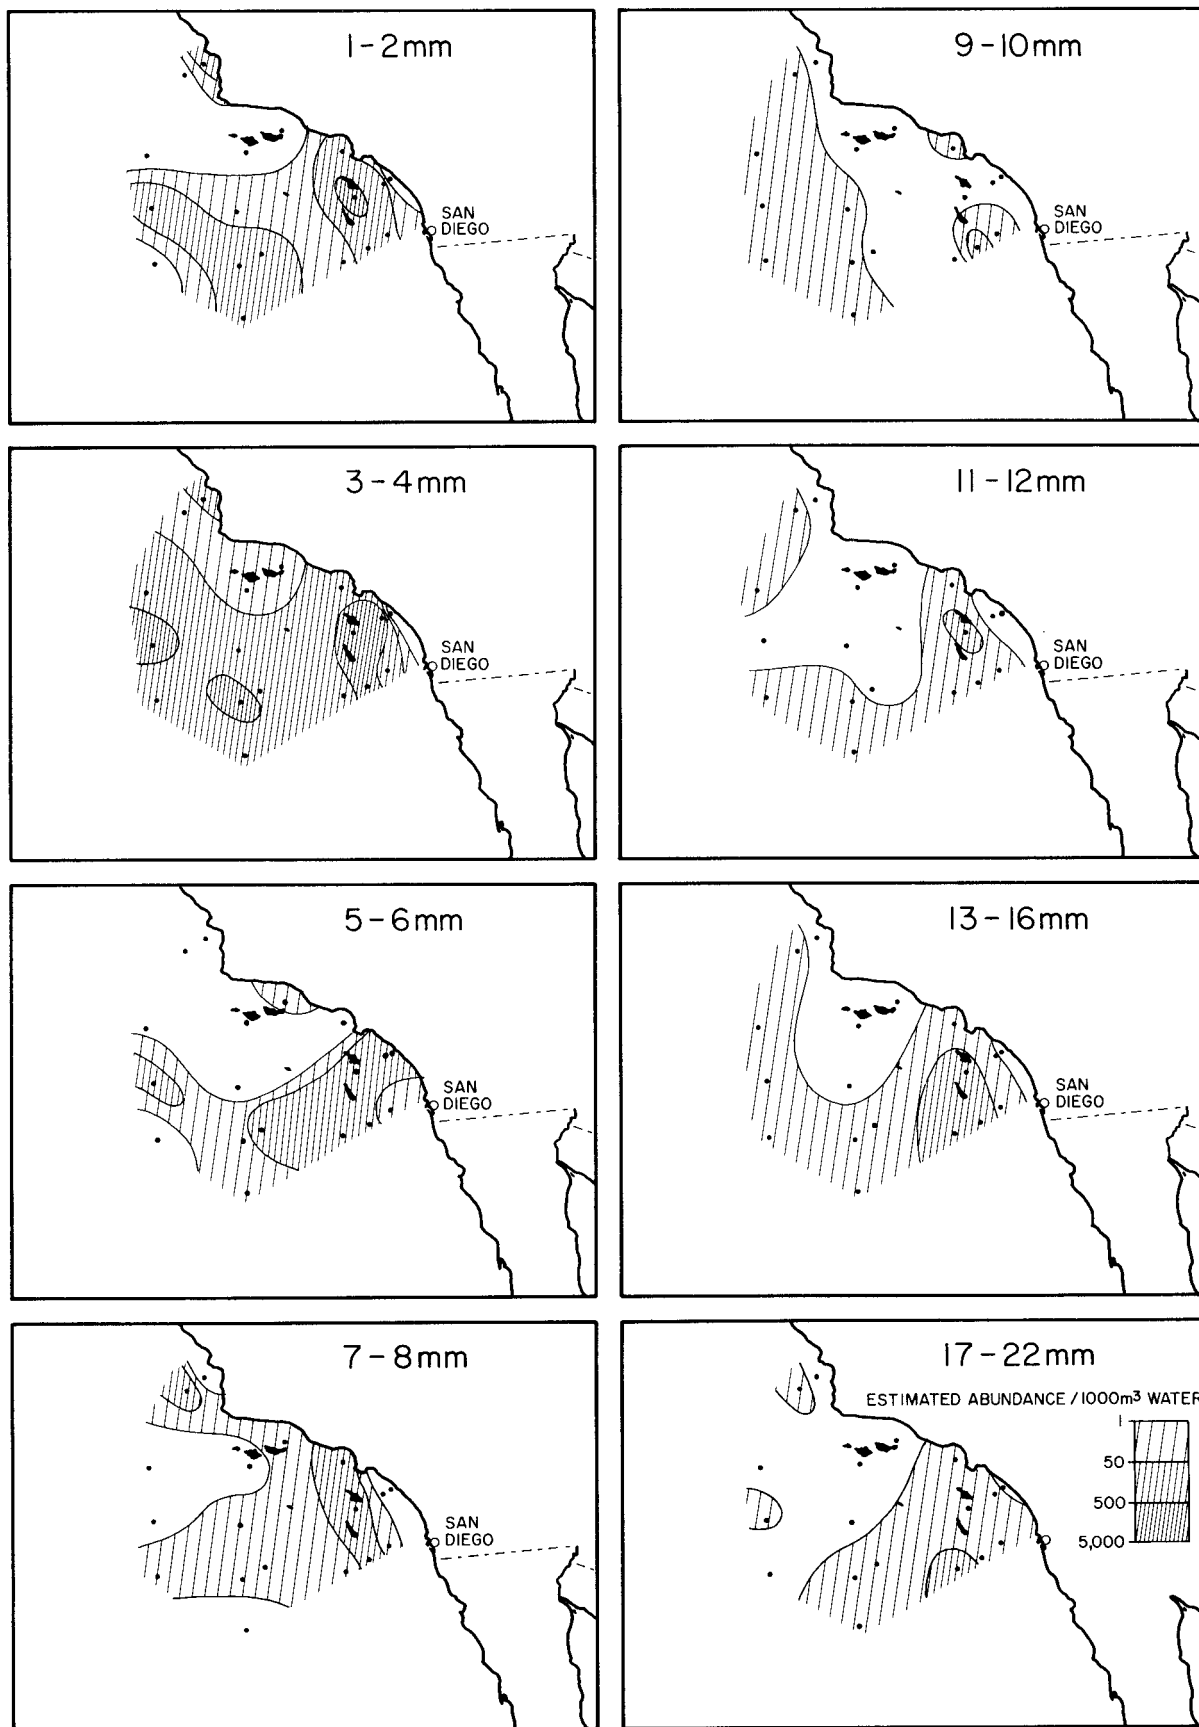 1-2mm
SAN
DIEGO
9-10mm
SAN
DIEGO
3-4mm
SAN
DIEGO
11-12mm
SAN
DIEGO
5-6mm
SAN
DIEGO
13-16mm
SAN
DIEGO
7-8mm
SAN
DIEGO
17-22mm
ESTIMATED ABUNDANCE / 1000m³ WATER
1
50
500
5,000